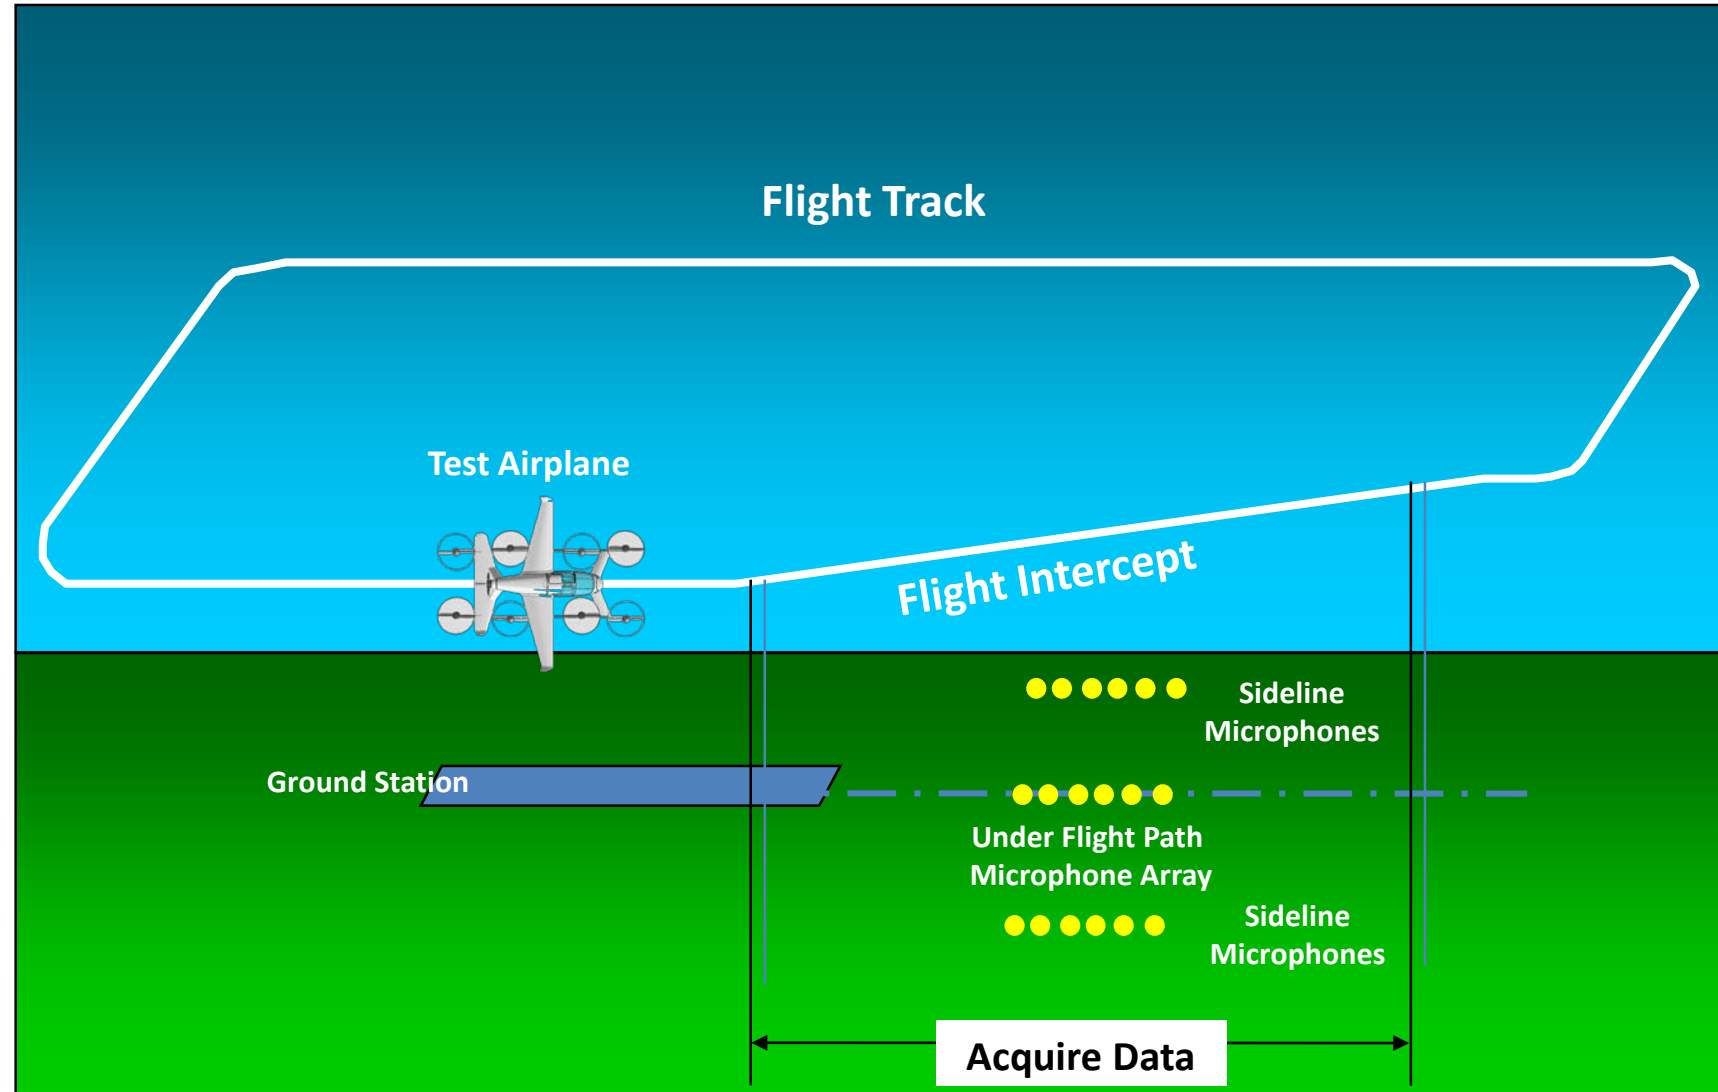 Flight Track
Test Airplane
Flight Intercept
Sideline
Microphones
Ground Station
Under Flight Path
Microphone Array
Sideline
Microphones
Acquire Data